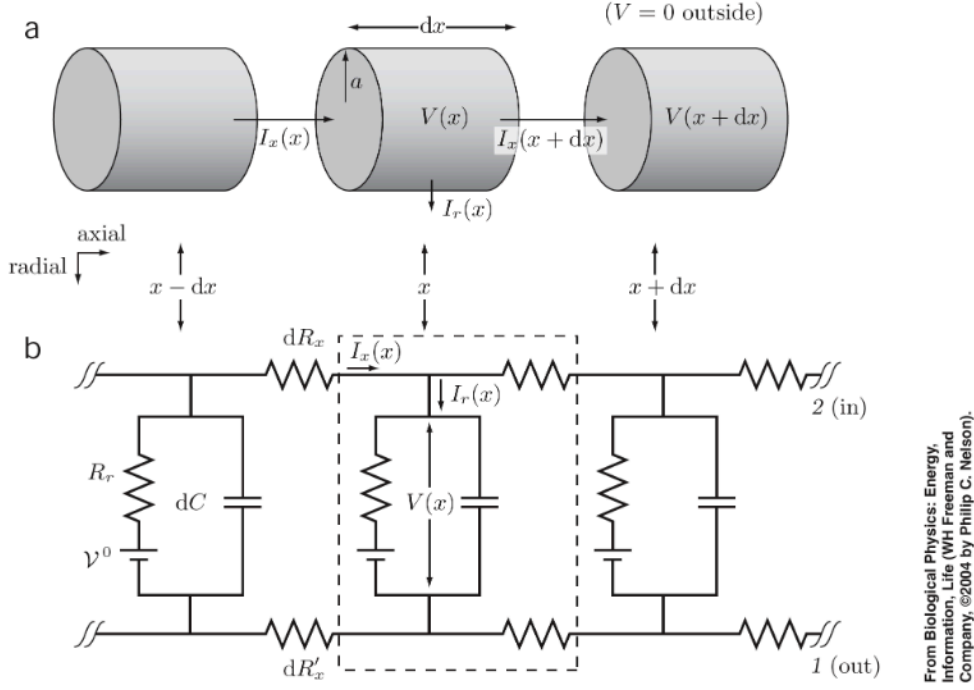 a
dx
(V = 0 outside)
a
V(x)
V(x + dx)
I_x(x)
I_x(x + dx)
I_r(x)
axial
radial
x − dx
x
x + dx
b
dR_x
I_x(x)
I_r(x)
2 (in)
R_r
dC
V(x)
𝒱⁰
dR′_x
1 (out)
From Biological Physics: Energy,
Information, Life (WH Freeman and
Company, ©2004 by Philip C. Nelson).